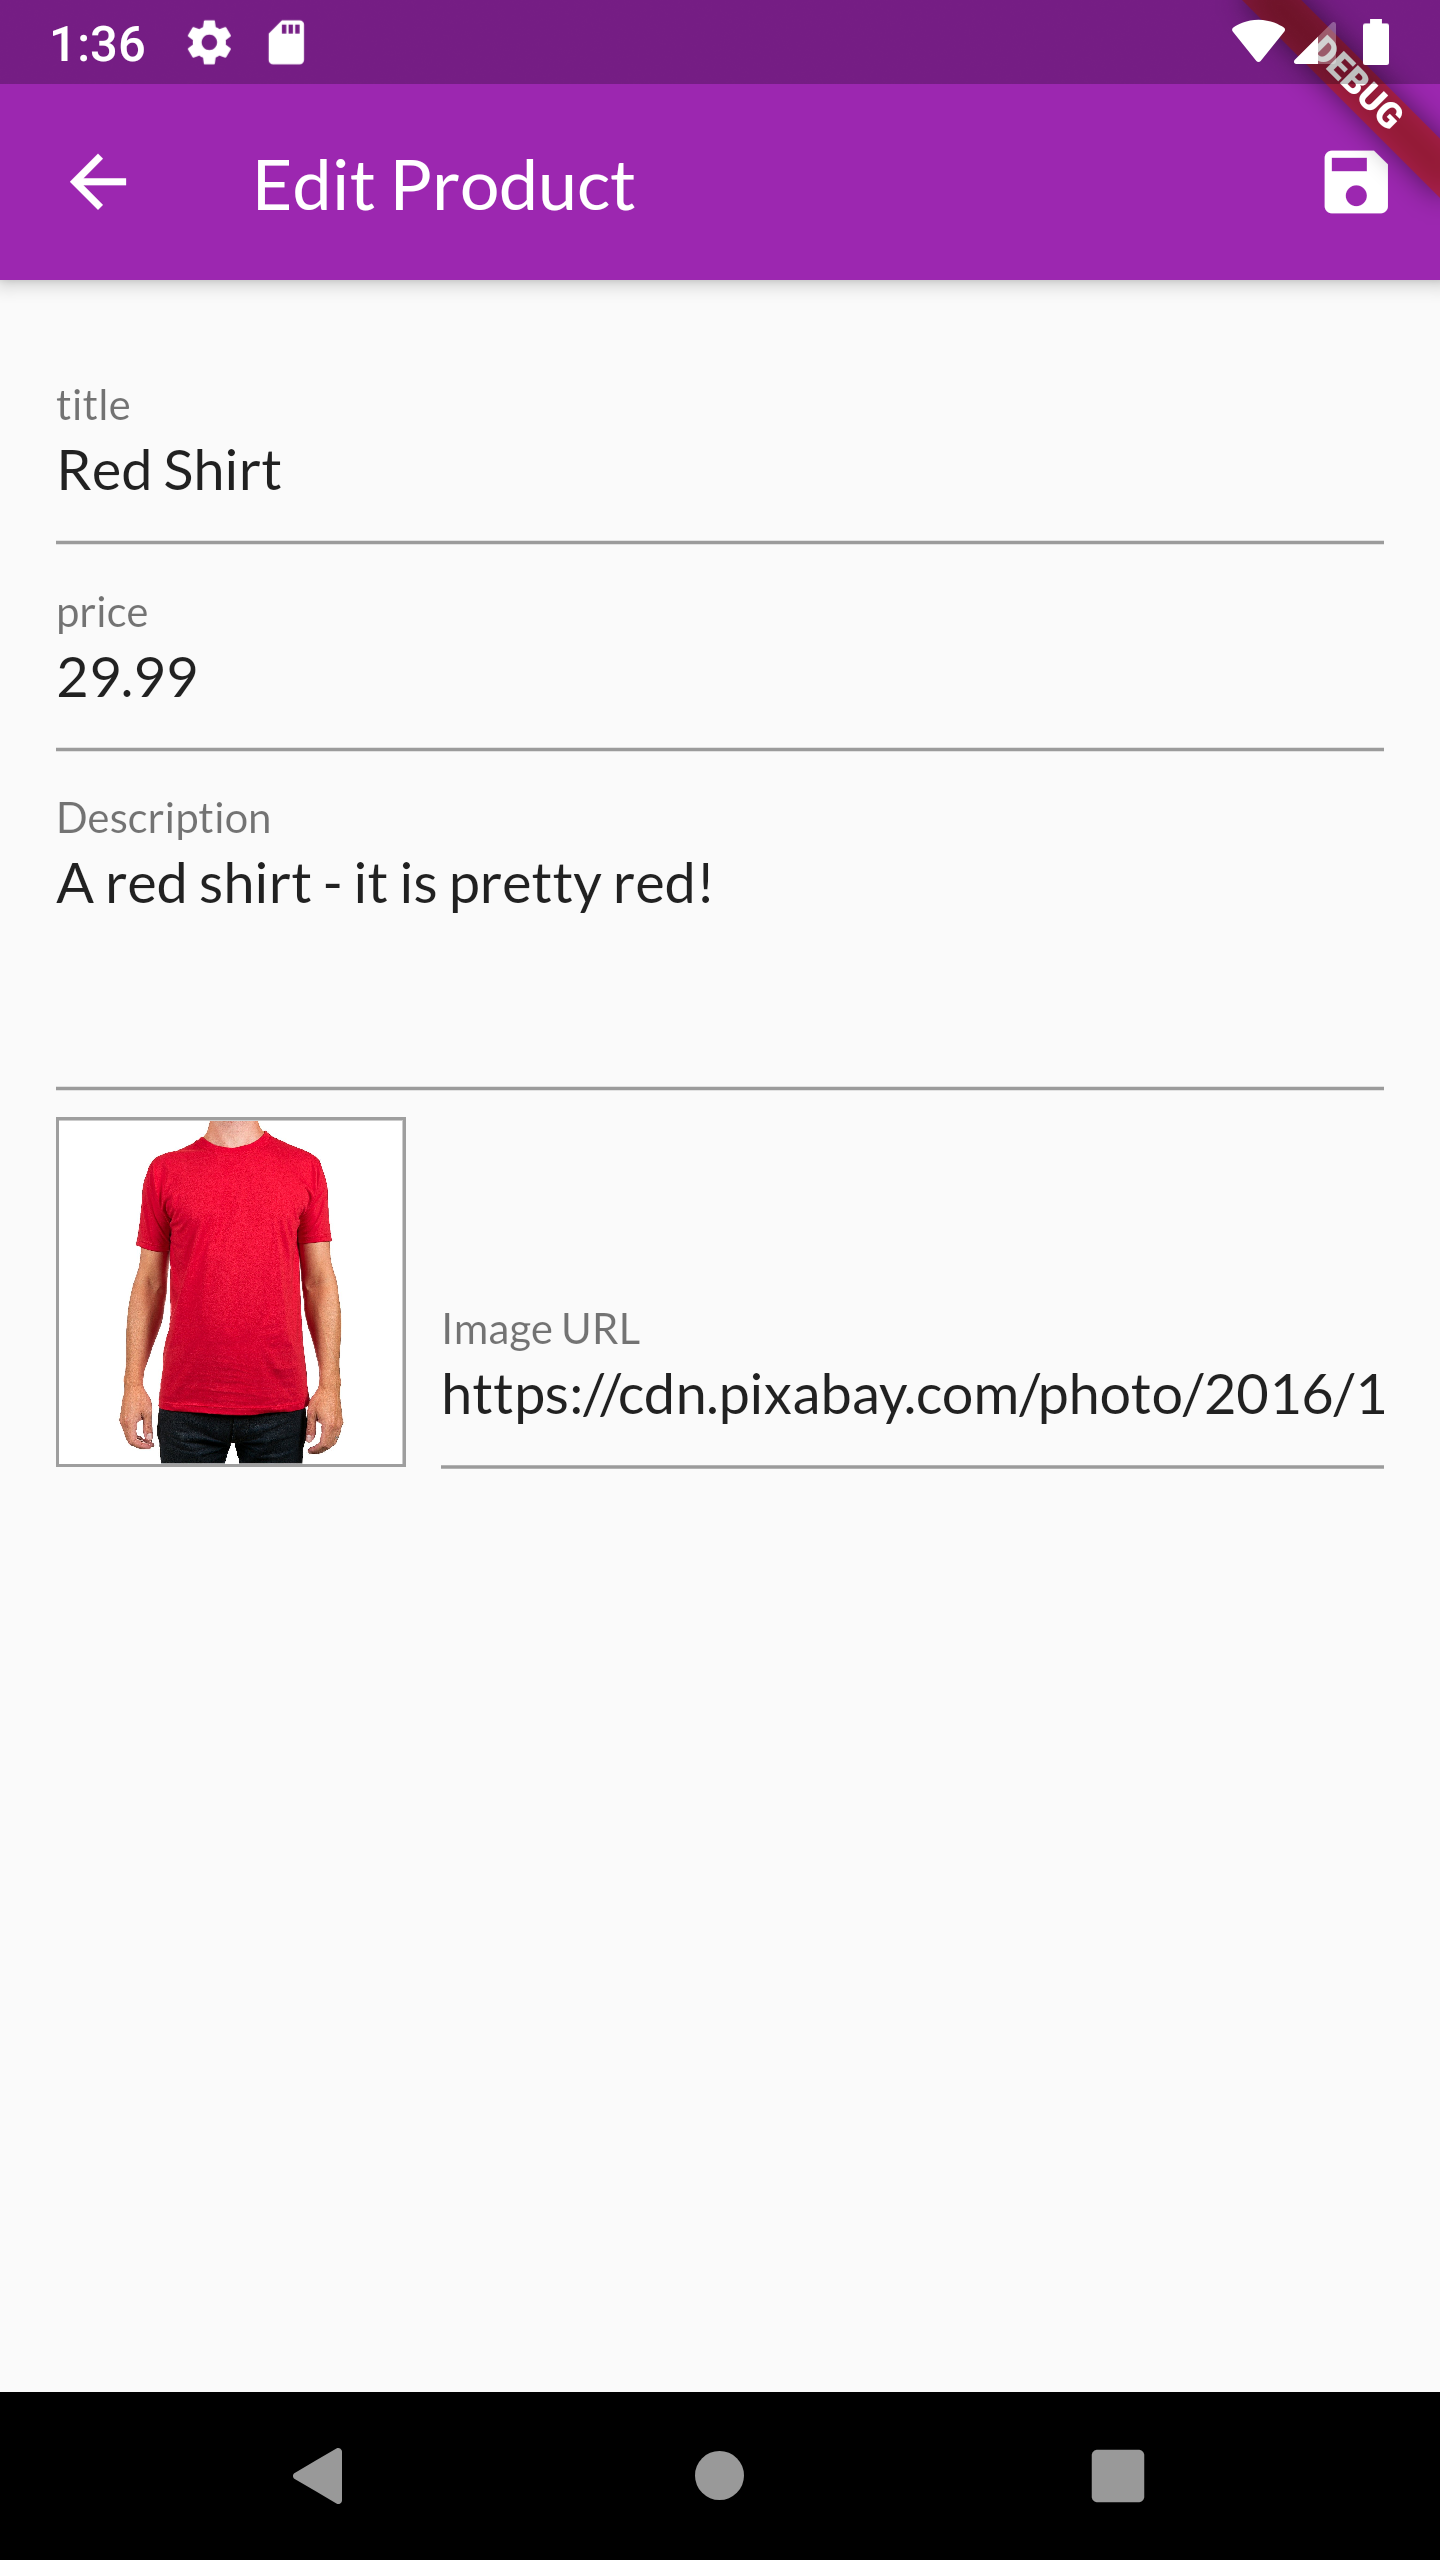 1:36
DEBUG
Edit Product
title
Red Shirt
price
29.99
Description
A red shirt - it is pretty red!
Image URL
https://cdn.pixabay.com/photo/2016/1